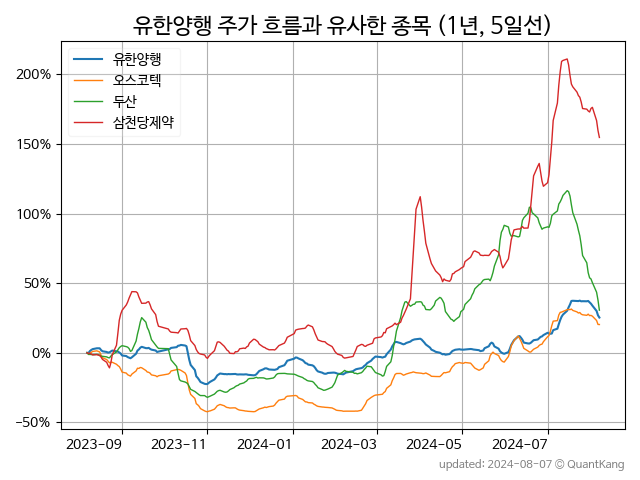 유한양행 주가 흐름과 유사한 종목 (1년, 5일선)
유한양행
오스코텍
두산
삼천당제약
200%
150%
100%
50%
0%
−50%
2023-09 2023-11 2024-01 2024-03 2024-05 2024-07
updated: 2024-08-07 © QuantKang